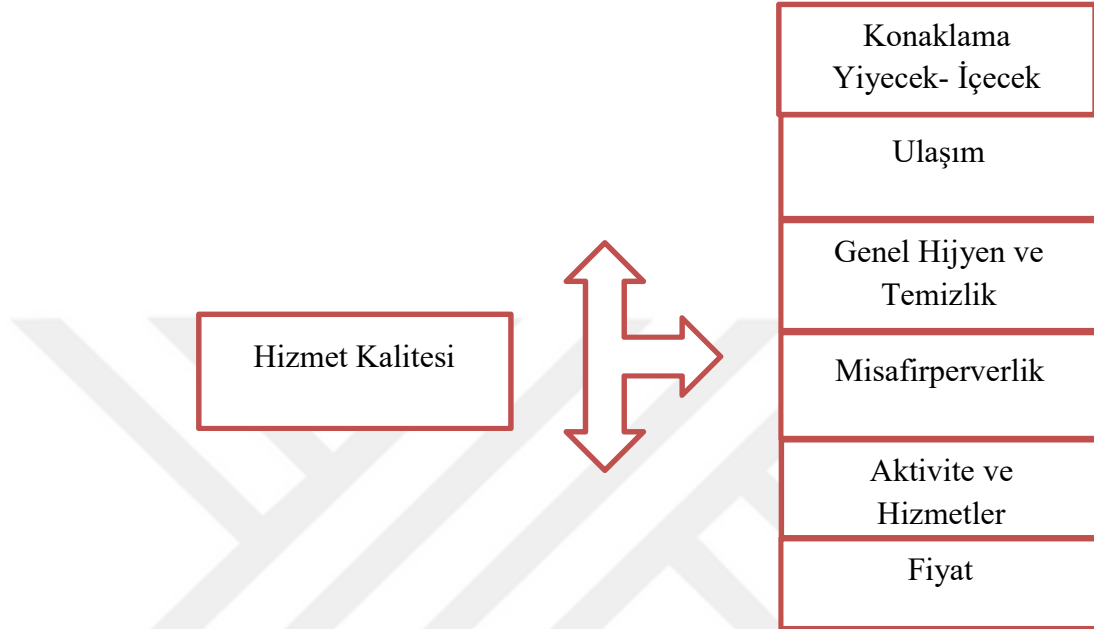 Konaklama
Yiyecek- İçecek
Ulaşım
Genel Hijyen ve
Temizlik
Hizmet Kalitesi
Misafirperverlik
Aktivite ve
Hizmetler
Fiyat